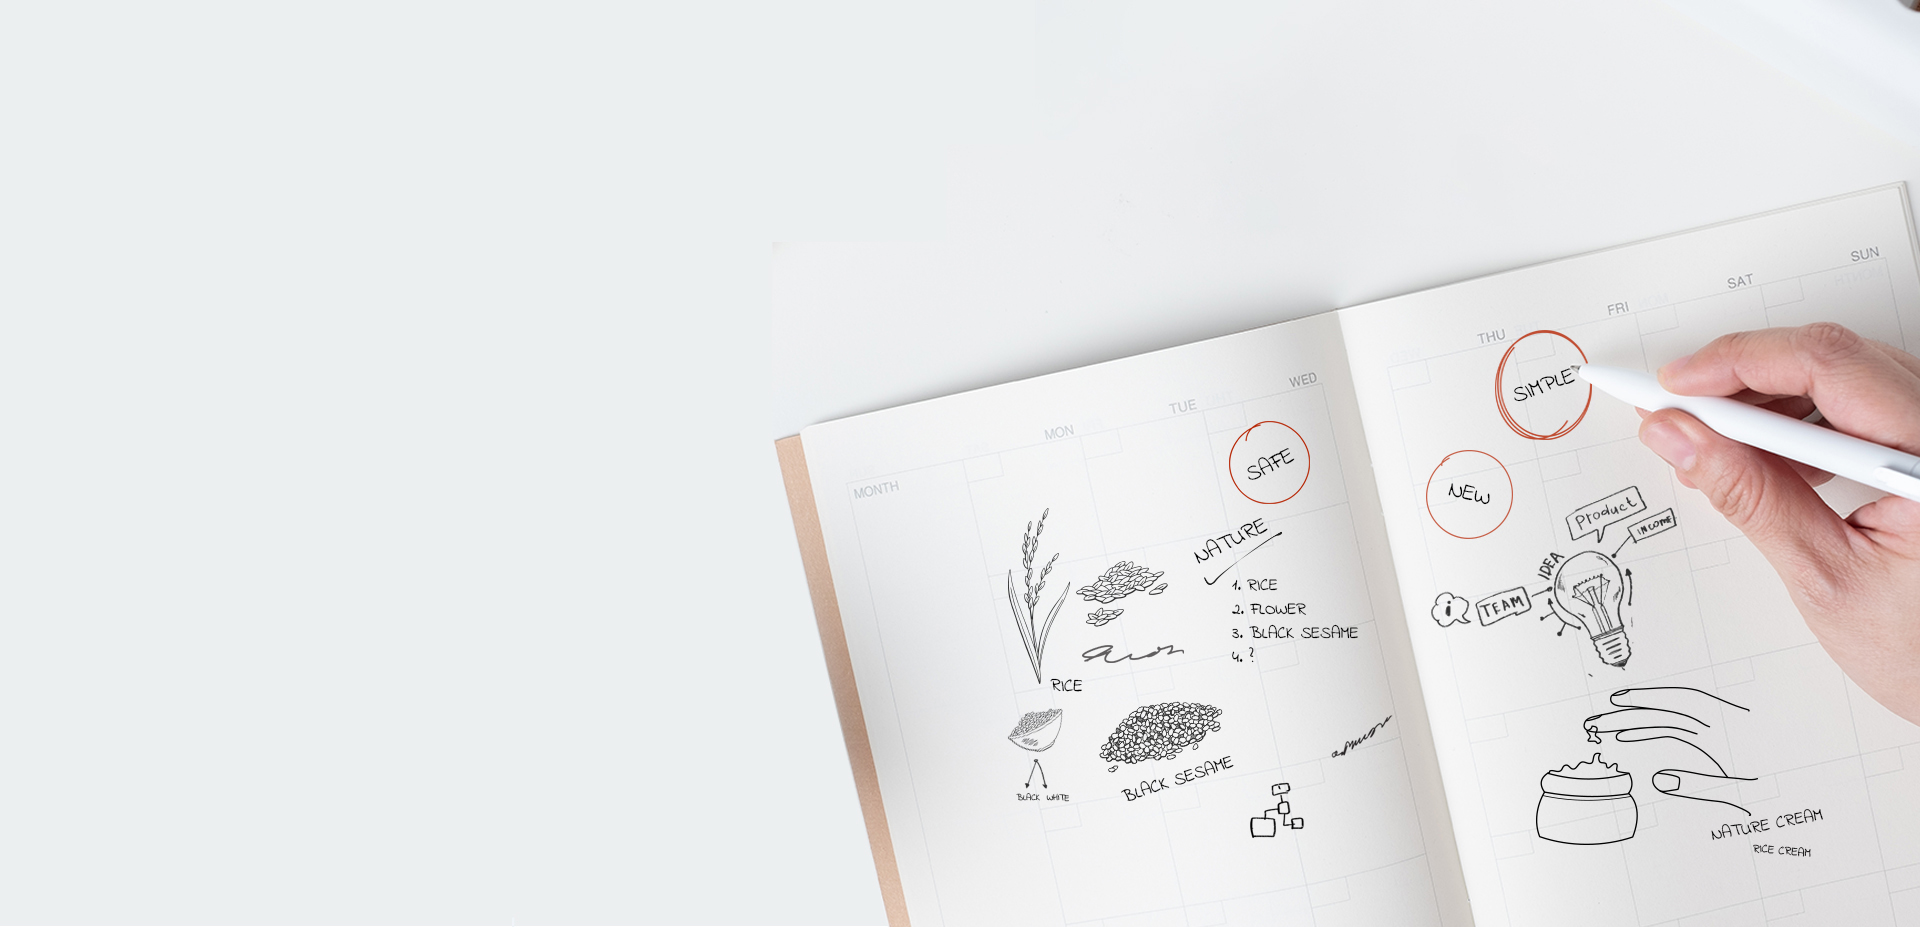 MONTH
MON
TUE
WED
SAFE
NATURE
1. RICE
2. FLOWER
3. BLACK SESAME
4. ?
RICE
BLACK WHITE
BLACK SESAME
THU
FRI
SAT
SUN
SIMPLE
NEW
Product
INCOME
IDEA
i
TEAM
NATURE CREAM
RICE CREAM